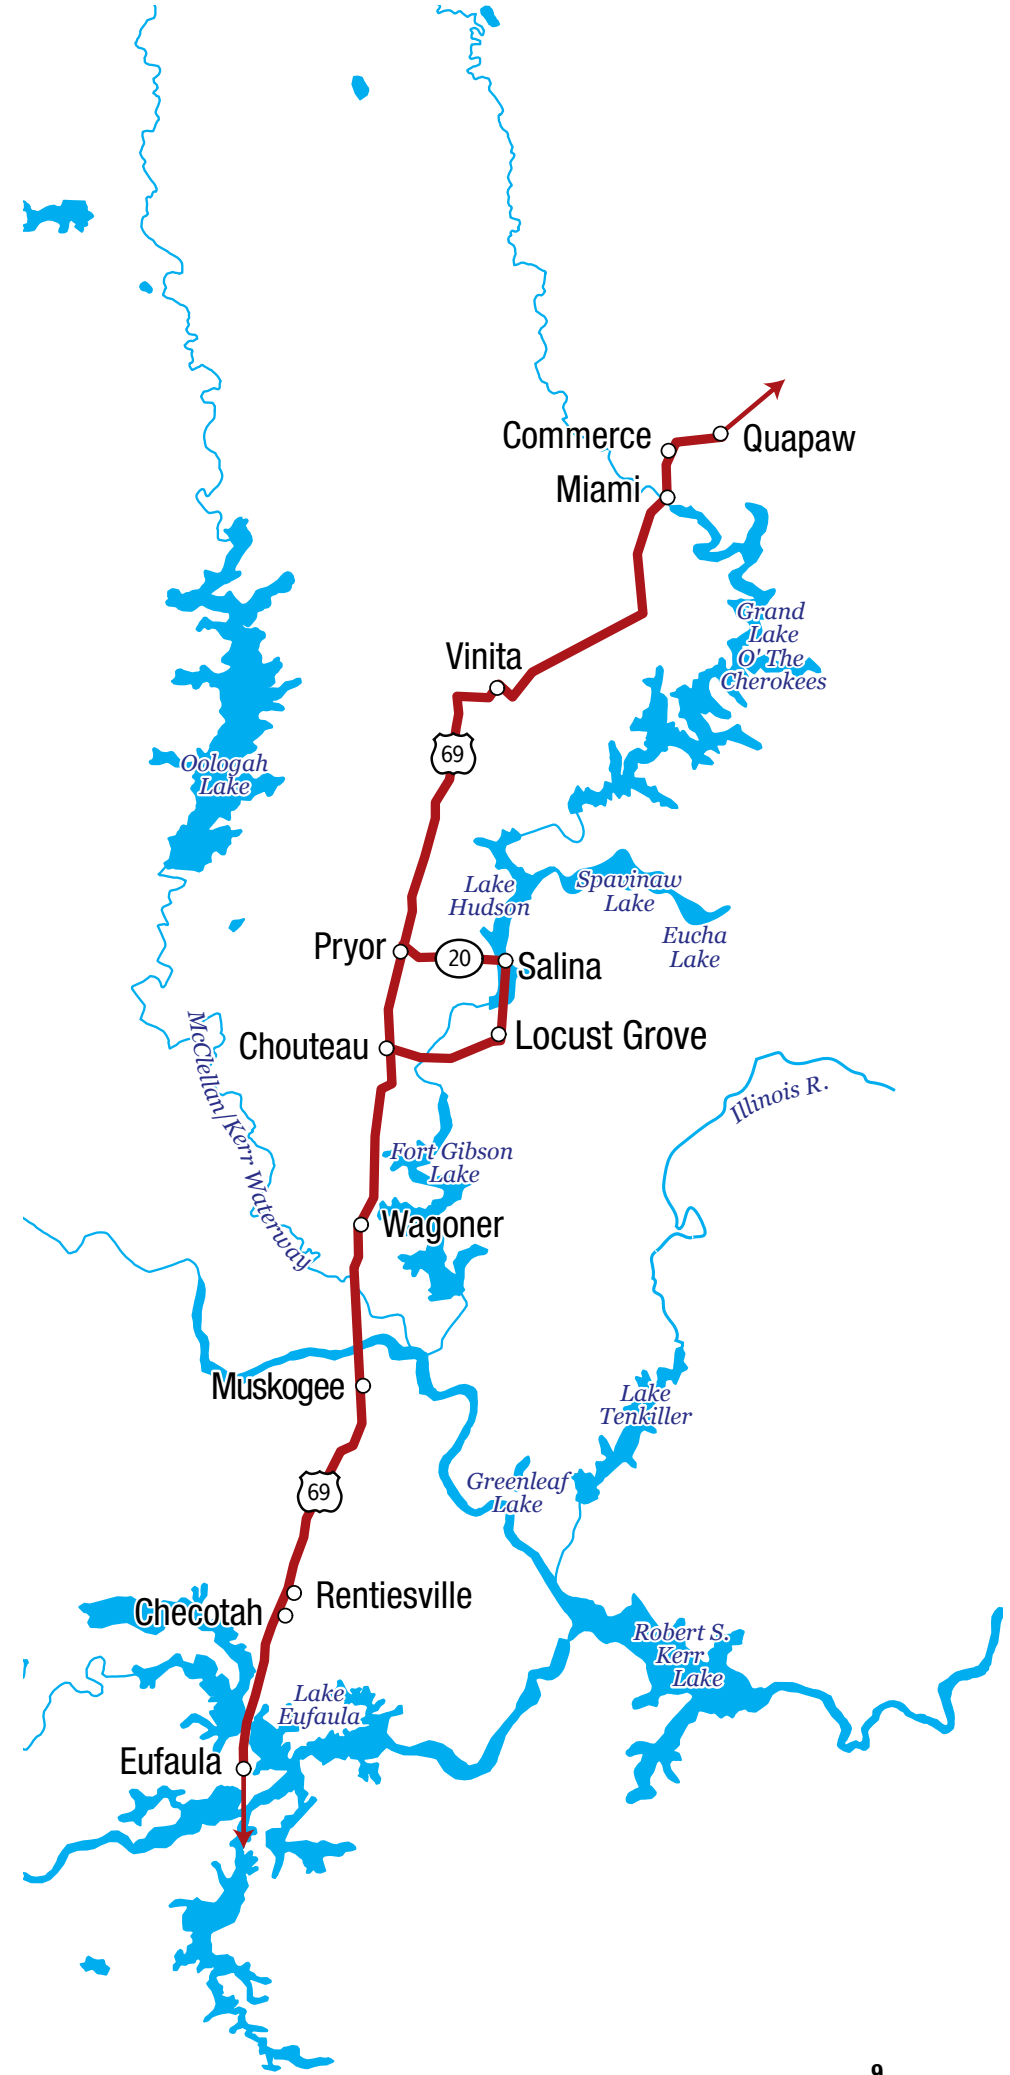 Commerce
Quapaw
Miami
Grand
Lake
O' The
Cherokees
Vinita
69
Oologah
Lake
Lake
Hudson
Spavinaw
Lake
Eucha
Lake
Pryor
20
Salina
Chouteau
Locust Grove
McClellan/Kerr Waterway
Illinois R.
Fort Gibson
Lake
Wagoner
Muskogee
Lake
Tenkiller
Greenleaf
Lake
69
Rentiesville
Checotah
Robert S.
Kerr
Lake
Lake
Eufaula
Eufaula
9